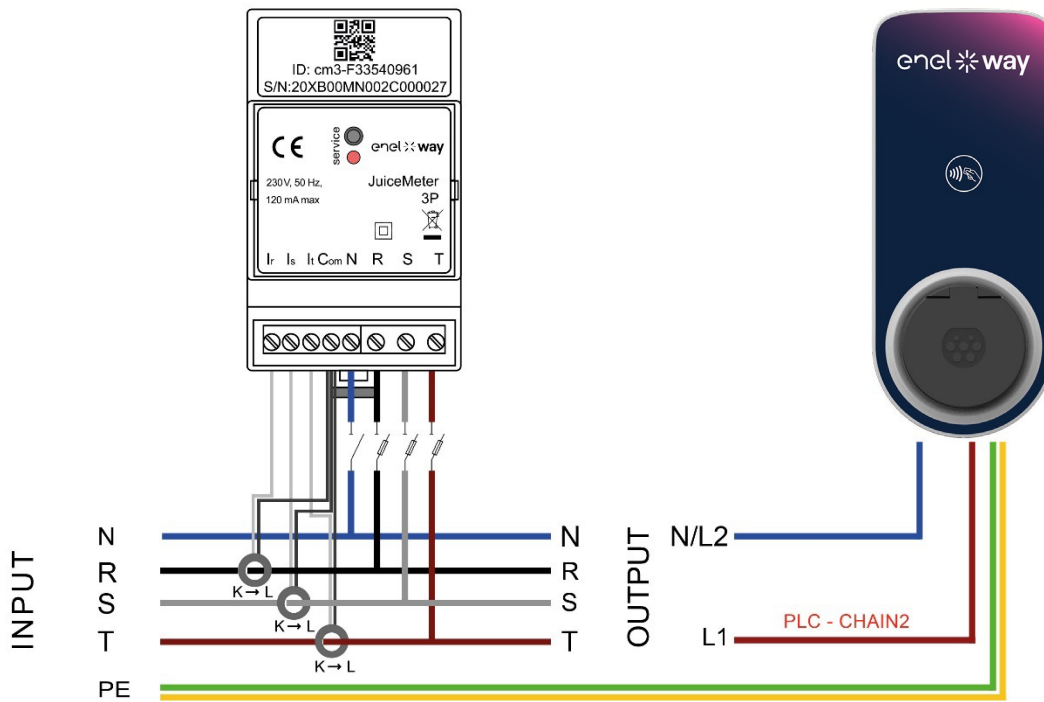 ID: cm3-F33540961
S/N:20XB00MN002C000027
CE
service
enel way
230V, 50 Hz,
120 mA max
JuiceMeter
3P
Ir Is It Com N R S T
enel way
INPUT
N
R
S
T
PE
K→L
K→L
K→L
N
R
S
T
OUTPUT
N/L2
L1
PLC - CHAIN2